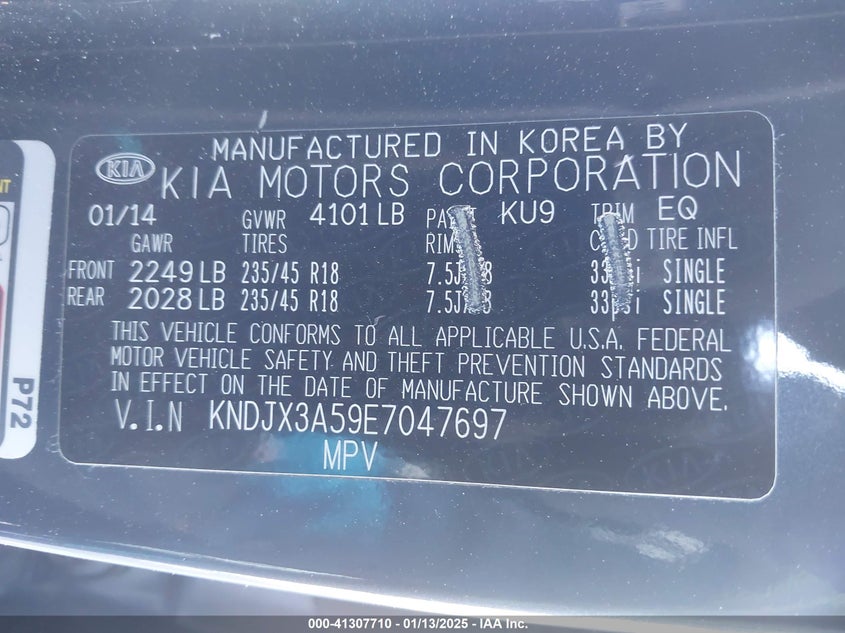 MANUFACTURED IN KOREA BY
KIA KIA MOTORS CORPORATION
01/14 GVWR 4101 LB KU9 TRIM EQ
GAWR TIRES TIRE INFL
FRONT 2249 LB 235/45 R18 SINGLE
REAR 2028 LB 235/45 R18 SINGLE
THIS VEHICLE CONFORMS TO ALL APPLICABLE U.S.A. FEDERAL
MOTOR VEHICLE SAFETY AND THEFT PREVENTION STANDARDS
IN EFFECT ON THE DATE OF MANUFACTURE SHOWN ABOVE.
V.I.N KNDJX3A59E7047697
MPV
P72
000-41307710 - 01/13/2025 - IAA Inc.